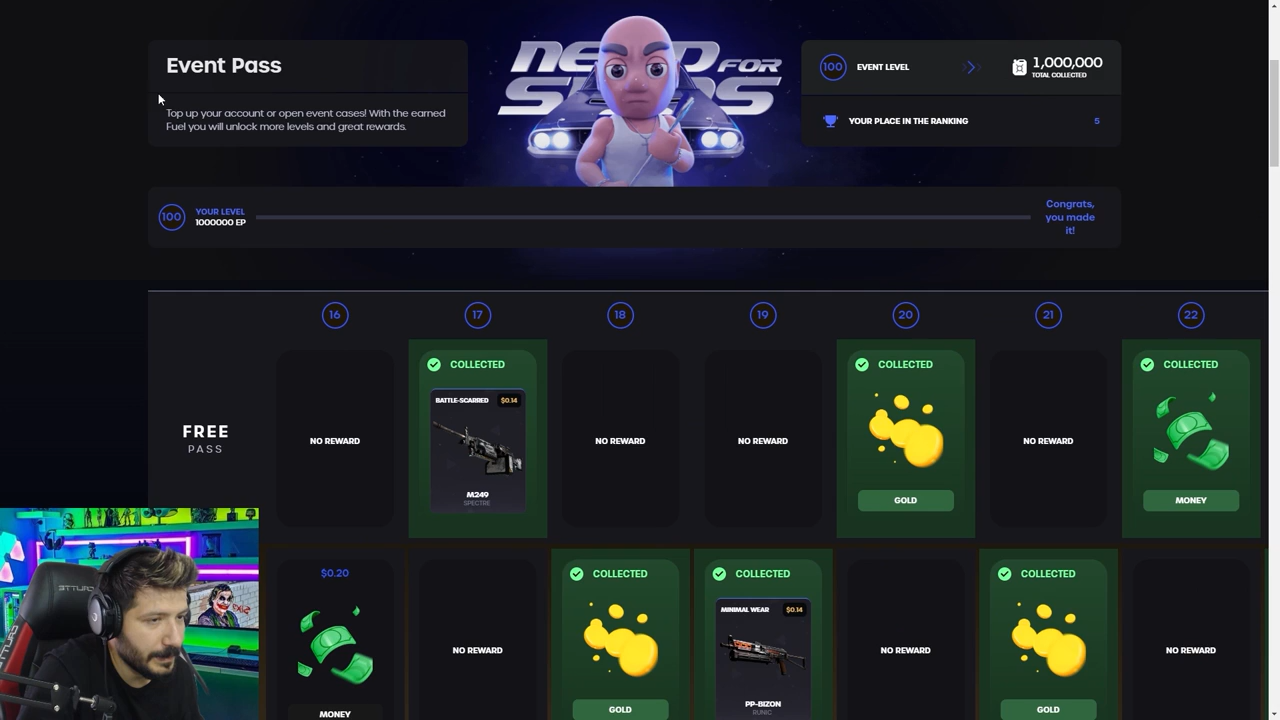 Event Pass
Top up your account or open event cases! With the earned
Fuel you will unlock more levels and great rewards.
NEED FOR
100
EVENT LEVEL
1,000,000
TOTAL COLLECTED
YOUR PLACE IN THE RANKING
5
100
YOUR LEVEL
1000000 EP
Congrats,
you made
it!
16
17
18
19
20
21
22
FREE
PASS
NO REWARD
COLLECTED
BATTLE-SCARRED
$0.14
M249
SPECTRE
NO REWARD
NO REWARD
COLLECTED
GOLD
NO REWARD
COLLECTED
MONEY
$0.20
MONEY
NO REWARD
COLLECTED
GOLD
COLLECTED
MINIMAL WEAR
$0.14
PP-BIZON
RUNIC
NO REWARD
COLLECTED
GOLD
NO REWARD